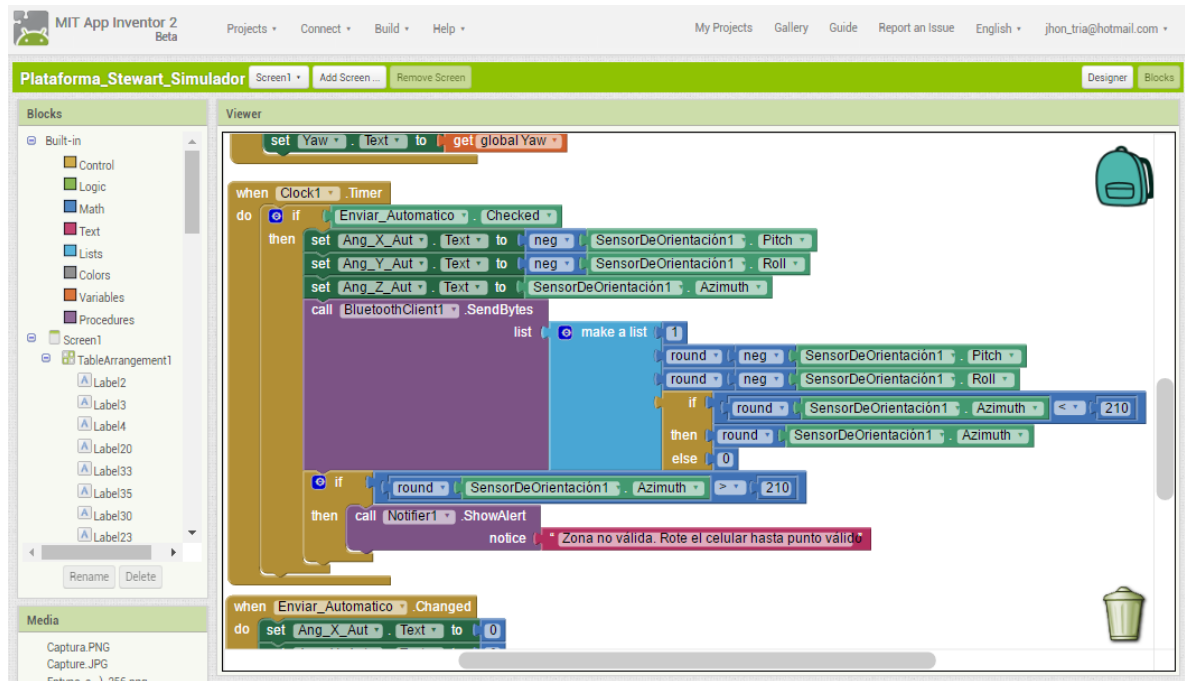 MIT App Inventor 2
Beta
Projects Connect Build Help My Projects Gallery Guide Report an Issue English jhon_tria@hotmail.com
Plataforma_Stewart_Simulador Screen1 Add Screen ... Remove Screen Designer Blocks
Blocks
Built-in
Control
Logic
Math
Text
Lists
Colors
Variables
Procedures
Screen1
TableArrangement1
Label2
Label3
Label4
Label20
Label33
Label35
Label30
Label23
Rename Delete
Media
Captura.PNG
Capture.JPG
Viewer
set Yaw . Text to get global Yaw
when Clock1 .Timer
do if Enviar_Automatico . Checked
then set Ang_X_Aut . Text to neg SensorDeOrientación1 . Pitch
set Ang_Y_Aut . Text to neg SensorDeOrientación1 . Roll
set Ang_Z_Aut . Text to SensorDeOrientación1 . Azimuth
call BluetoothClient1 .SendBytes
list make a list 1
round neg SensorDeOrientación1 . Pitch
round neg SensorDeOrientación1 . Roll
if round SensorDeOrientación1 . Azimuth < 210
then round SensorDeOrientación1 . Azimuth
else 0
if round SensorDeOrientación1 . Azimuth > 210
then call Notifier1 .ShowAlert
notice " Zona no válida. Rote el celular hasta punto válido "
when Enviar_Automatico .Changed
do set Ang_X_Aut . Text to 0